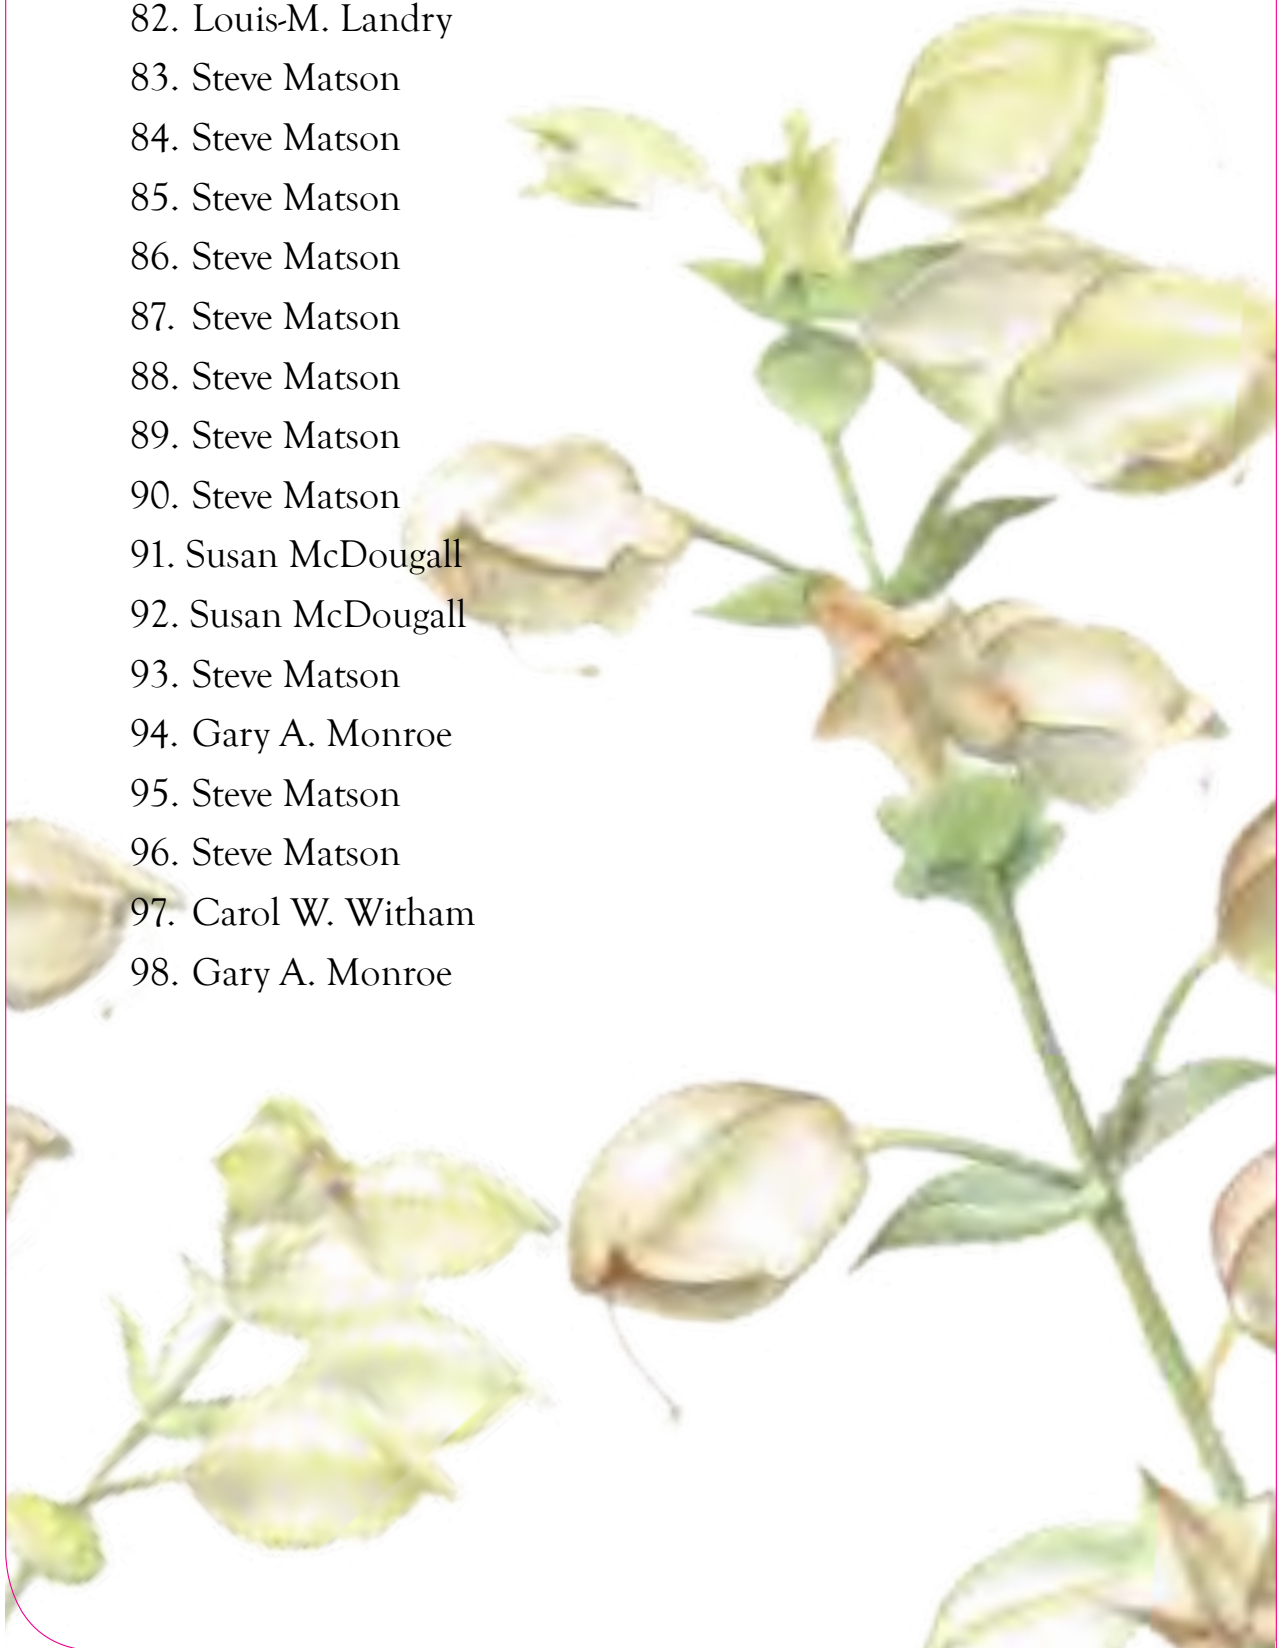 82. Louis-M. Landry
83. Steve Matson
84. Steve Matson
85. Steve Matson
86. Steve Matson
87. Steve Matson
88. Steve Matson
89. Steve Matson
90. Steve Matson
91. Susan McDougall
92. Susan McDougall
93. Steve Matson
94. Gary A. Monroe
95. Steve Matson
96. Steve Matson
97. Carol W. Witham
98. Gary A. Monroe